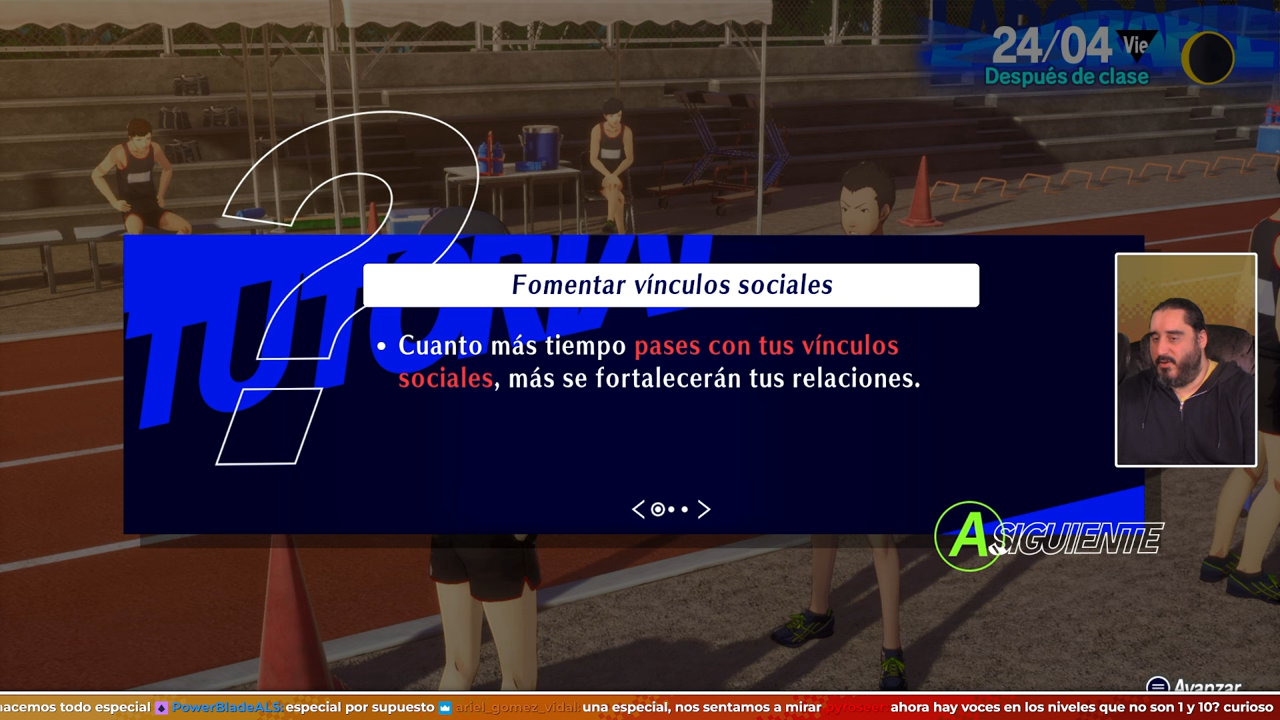 24/04 Vie
Después de clase
TUTORIAL
Fomentar vínculos sociales
• Cuanto más tiempo pases con tus vínculos
sociales, más se fortalecerán tus relaciones.
A SIGUIENTE
Avanzar
hacemos todo especial PowerBladeALS: especial por supuesto ariel_gomez_vidal: una especial, nos sentamos a mirar pyroseer: ahora hay voces en los niveles que no son 1 y 10? curioso